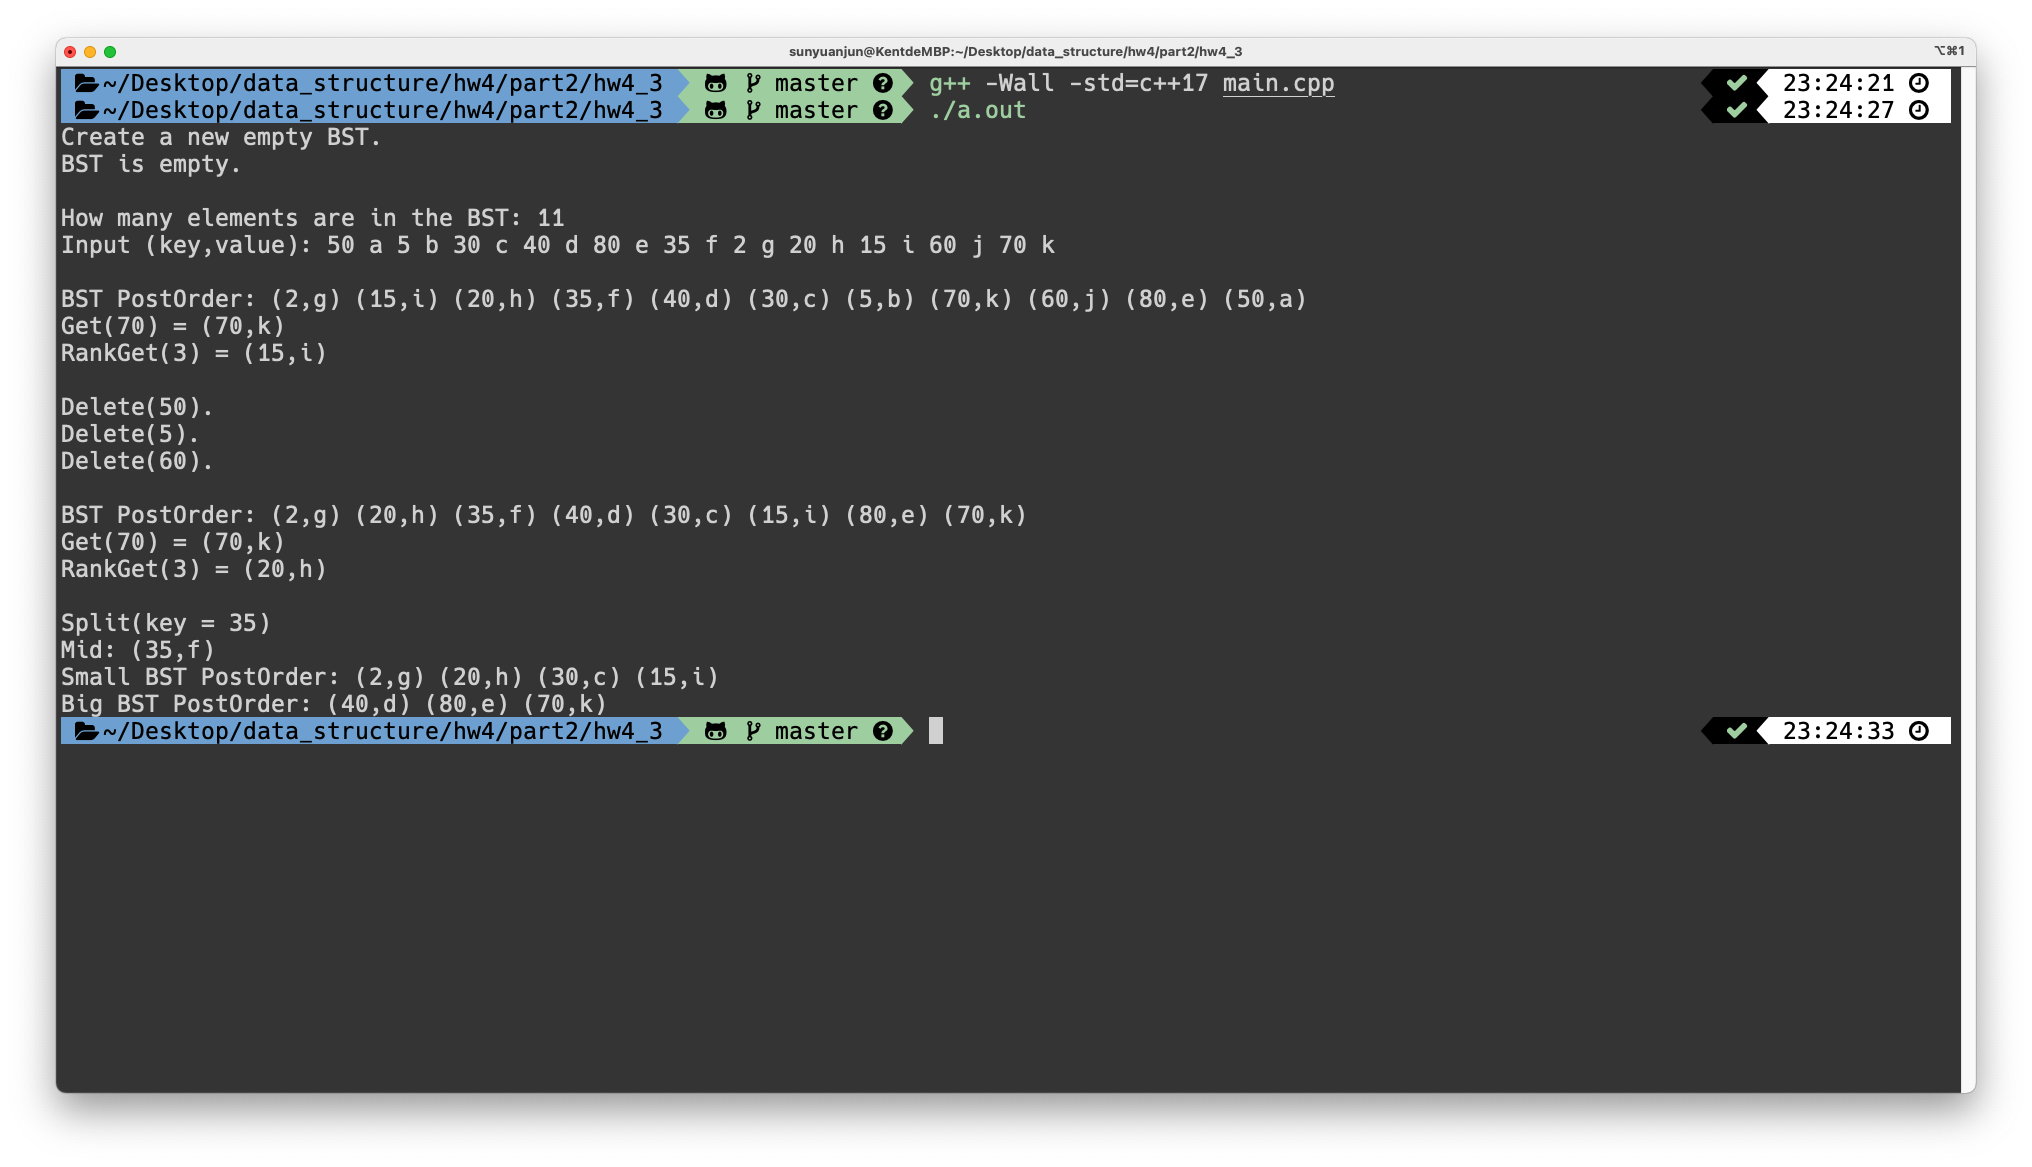 sunyuanjun@KentdeMBP:~/Desktop/data_structure/hw4/part2/hw4_3 ⌥⌘1
~/Desktop/data_structure/hw4/part2/hw4_3 master ? g++ -Wall -std=c++17 main.cpp ✔ 23:24:21
~/Desktop/data_structure/hw4/part2/hw4_3 master ? ./a.out ✔ 23:24:27
Create a new empty BST.
BST is empty.
How many elements are in the BST: 11
Input (key,value): 50 a 5 b 30 c 40 d 80 e 35 f 2 g 20 h 15 i 60 j 70 k
BST PostOrder: (2,g) (15,i) (20,h) (35,f) (40,d) (30,c) (5,b) (70,k) (60,j) (80,e) (50,a)
Get(70) = (70,k)
RankGet(3) = (15,i)
Delete(50).
Delete(5).
Delete(60).
BST PostOrder: (2,g) (20,h) (35,f) (40,d) (30,c) (15,i) (80,e) (70,k)
Get(70) = (70,k)
RankGet(3) = (20,h)
Split(key = 35)
Mid: (35,f)
Small BST PostOrder: (2,g) (20,h) (30,c) (15,i)
Big BST PostOrder: (40,d) (80,e) (70,k)
~/Desktop/data_structure/hw4/part2/hw4_3 master ? ✔ 23:24:33